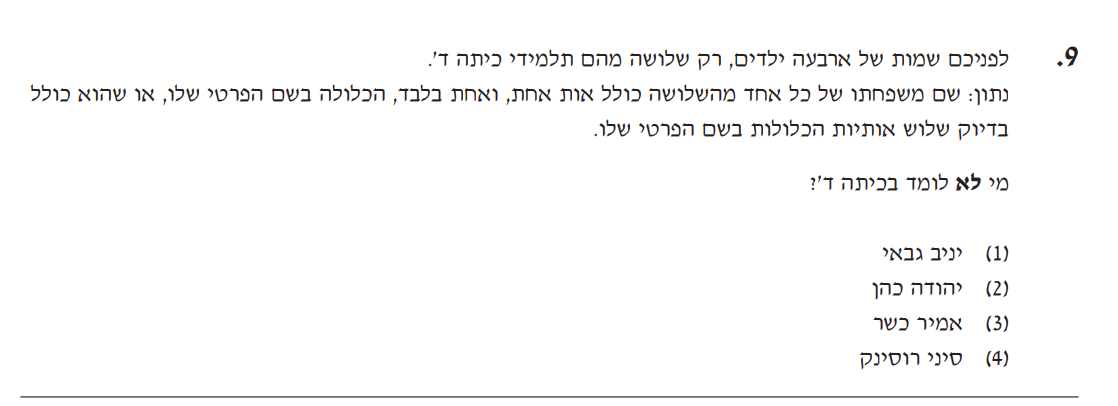 9. לפניכם שמות של ארבעה ילדים, רק שלושה מהם תלמידי כיתה ד'.
נתון: שם משפחתו של כל אחד מהשלושה כולל אות אחת, ואחת בלבד, הכלולה בשם הפרטי שלו, או שהוא כולל
בדיוק שלוש אותיות הכלולות בשם הפרטי שלו.
מי לא לומד בכיתה ד'?
(1) יניב גבאי
(2) יהודה כהן
(3) אמיר כשר
(4) סיני רוסינק